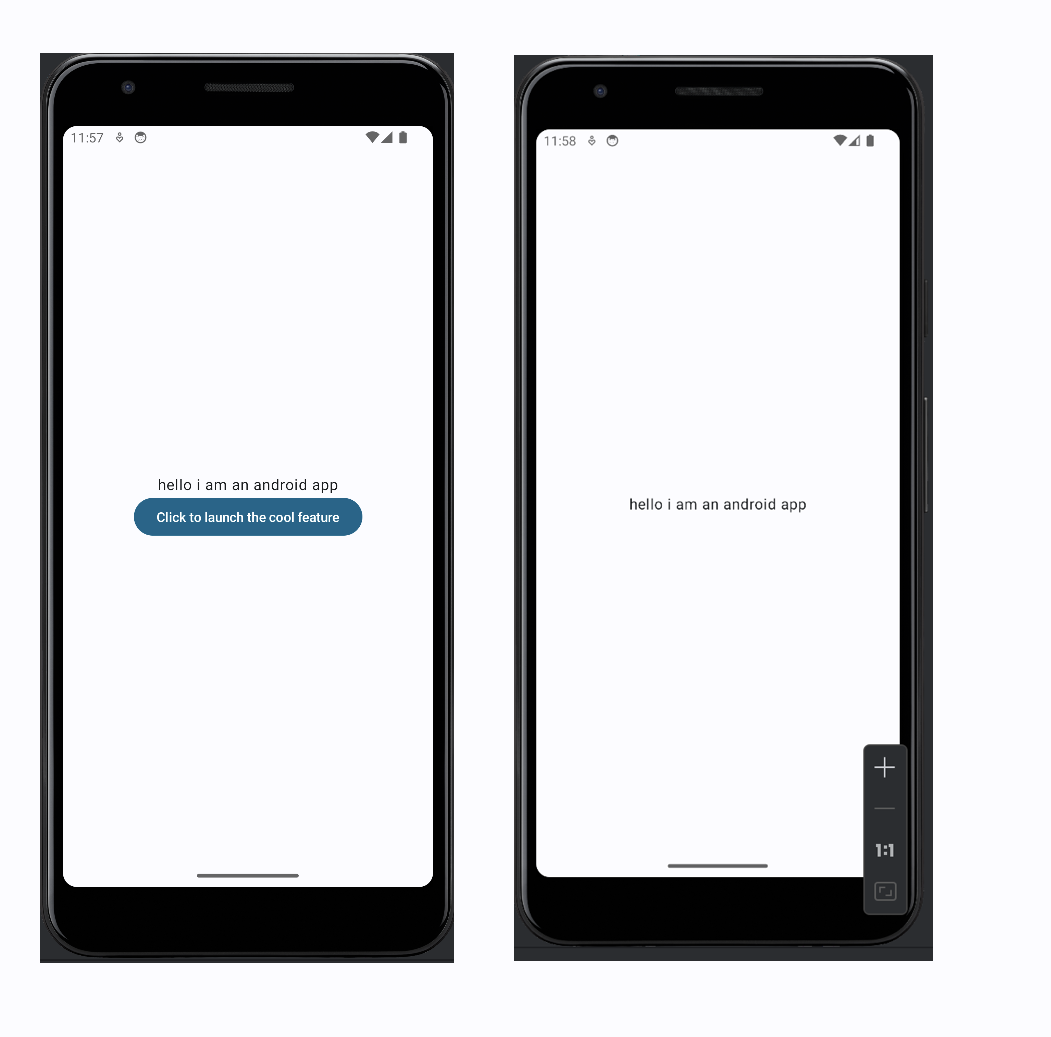 11:57
hello i am an android app
Click to launch the cool feature
11:58
hello i am an android app
1:1